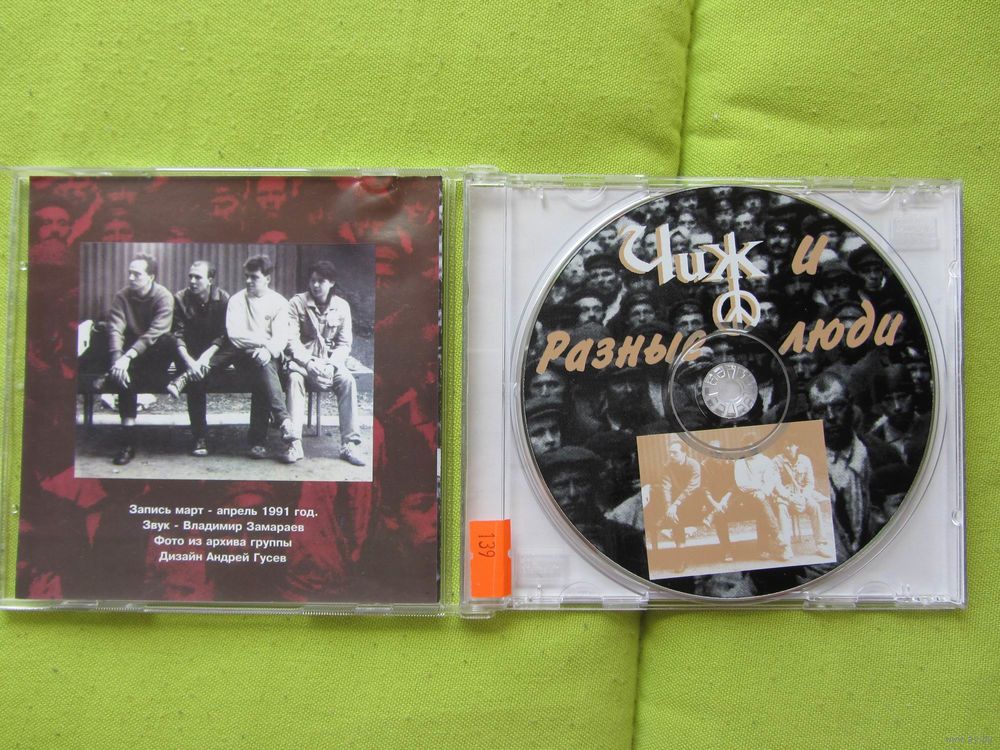 Запись март - апрель 1991 год.
Звук - Владимир Замараев
Фото из архива группы
Дизайн Андрей Гусев
139
Чиж и
Разные люди